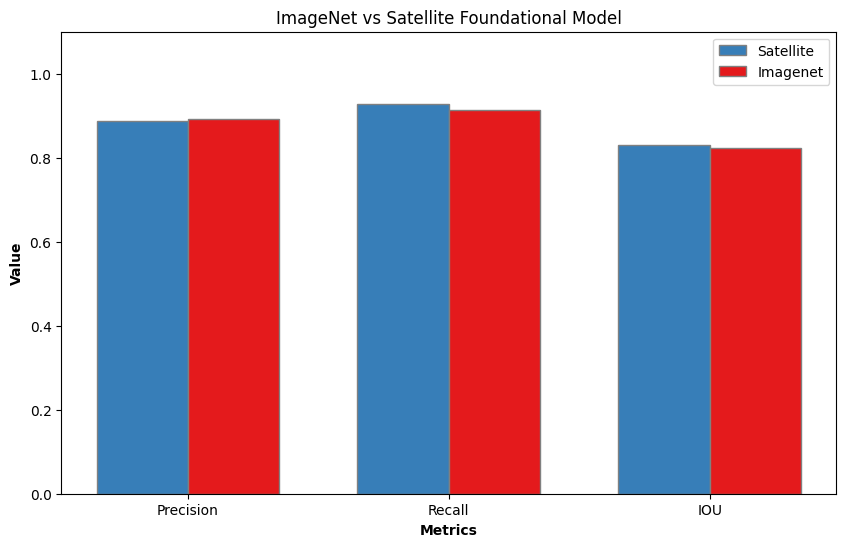 ImageNet vs Satellite Foundational Model
Satellite
Imagenet
1.0
0.8
0.6
0.4
0.2
0.0
Value
Precision
Recall
IOU
Metrics